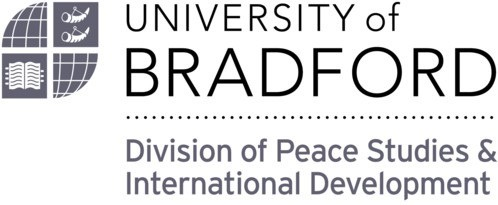 UNIVERSITY of
BRADFORD
Division of Peace Studies &
International Development